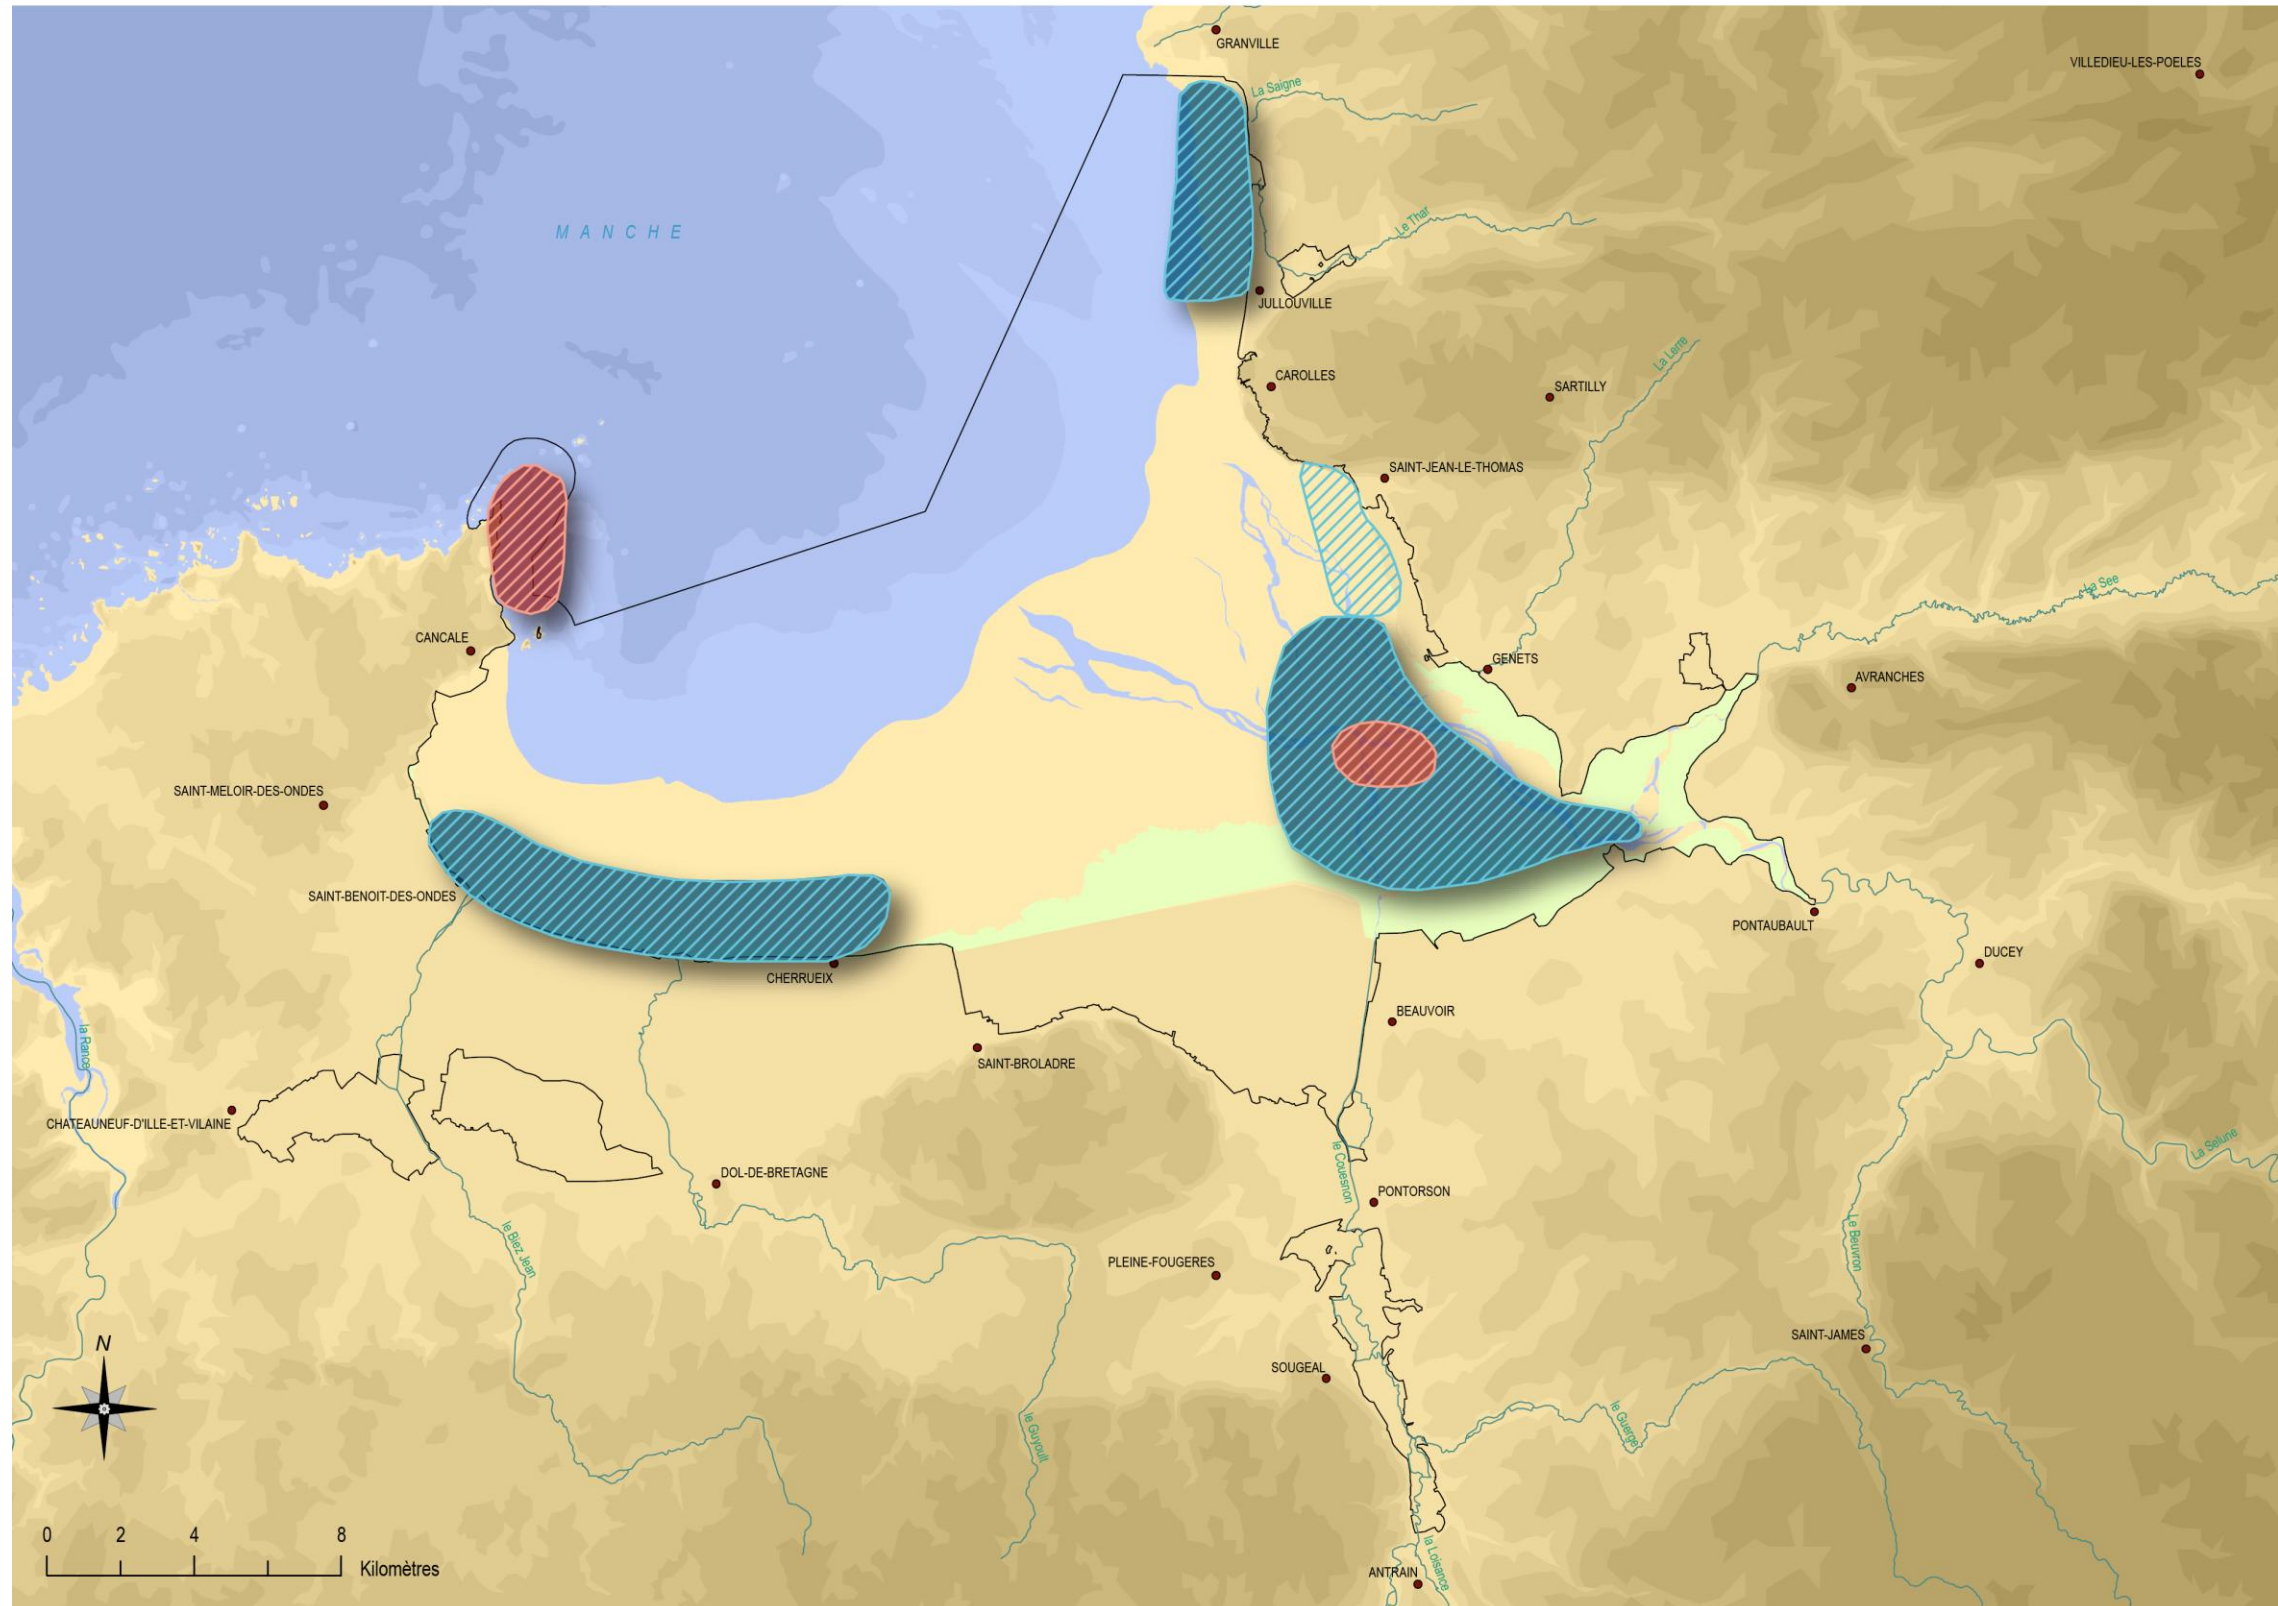 GRANVILLE
VILLEDIEU-LES-POELES
La Saigne
MANCHE
Le Thar
JULLOUVILLE
La Lerre
CAROLLES
SARTILLY
SAINT-JEAN-LE-THOMAS
La See
CANCALE
GENETS
AVRANCHES
SAINT-MELOIR-DES-ONDES
SAINT-BENOIT-DES-ONDES
PONTAUBAULT
DUCEY
CHERRUEIX
la Rance
BEAUVOIR
SAINT-BROLADRE
CHATEAUNEUF-D'ILLE-ET-VILAINE
La Selune
le Couesnon
DOL-DE-BRETAGNE
PONTORSON
le Biez Jean
Le Beuvron
PLEINE-FOUGERES
SAINT-JAMES
N
SOUGEAL
le Guyoult
le Guerge
0 2 4 8
Kilomètres
la Loisance
ANTRAIN